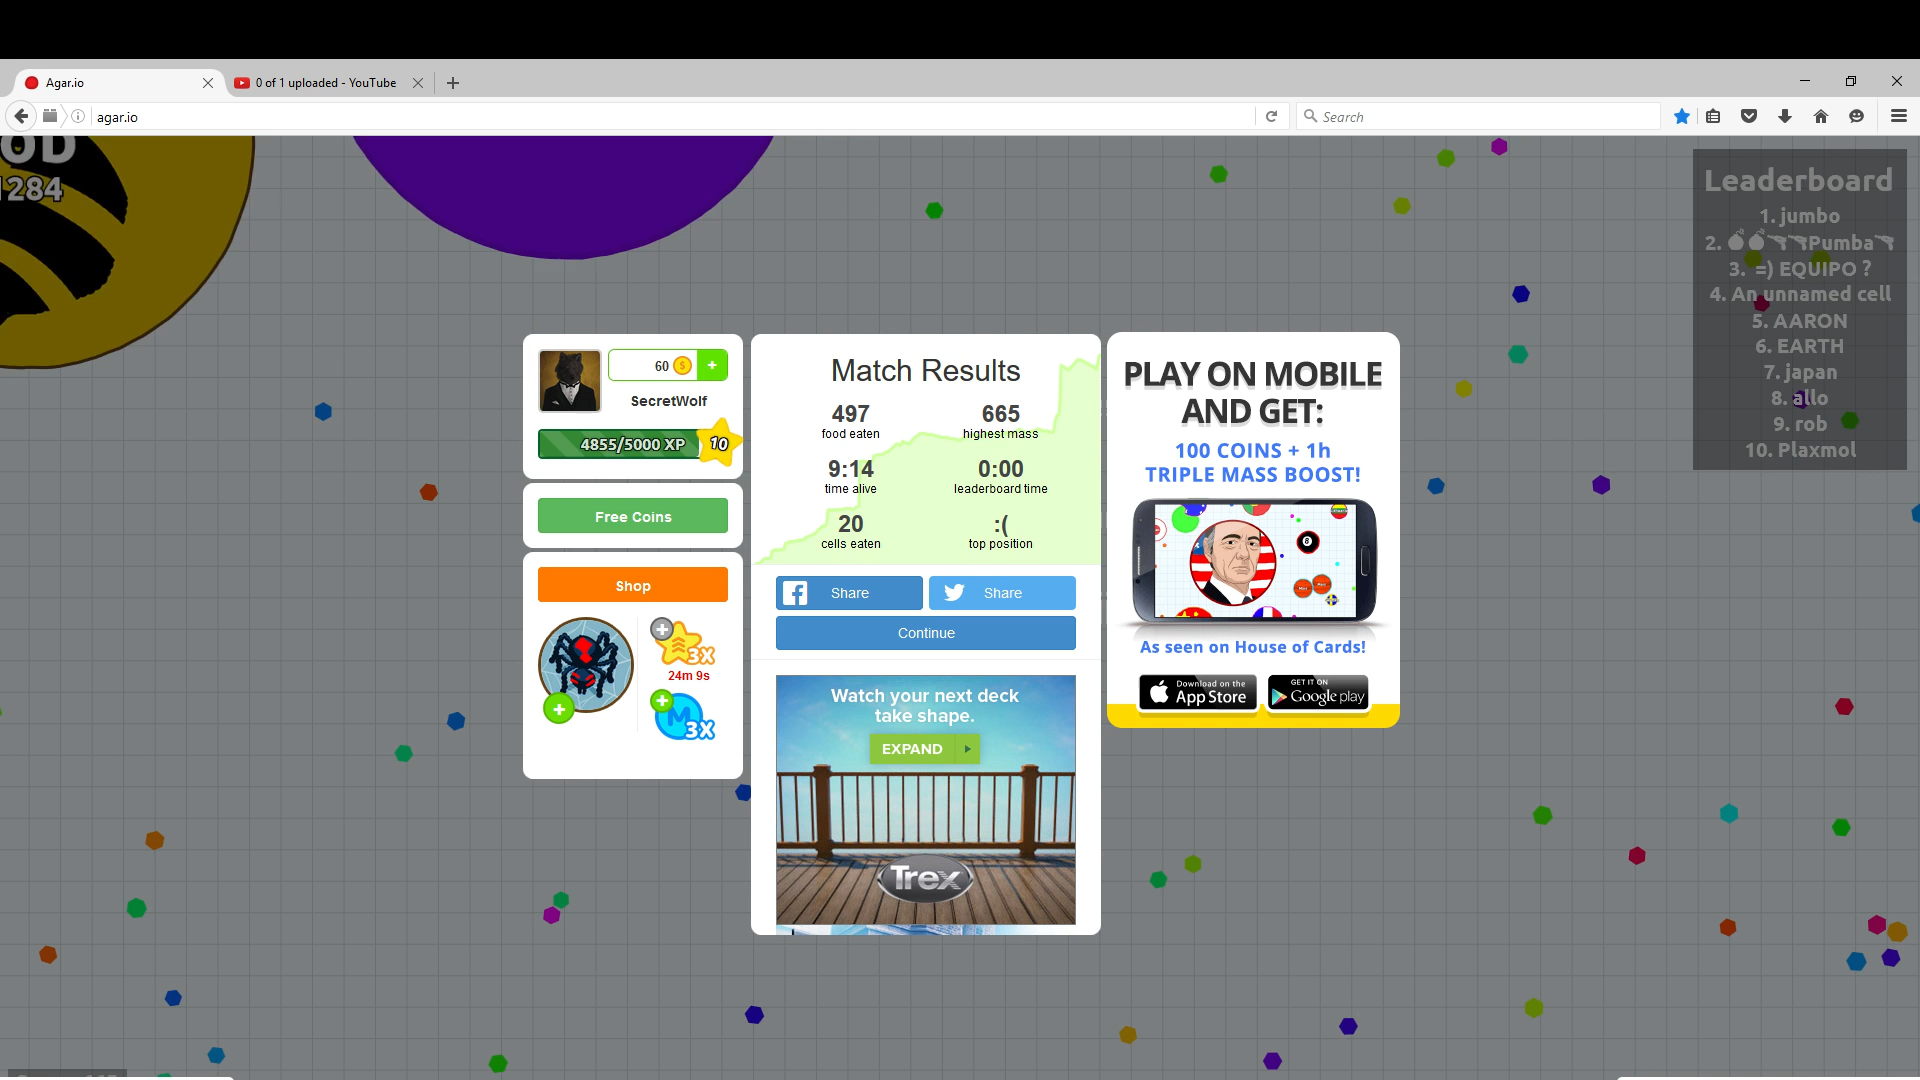 Agar.io
0 of 1 uploaded - YouTube
agar.io
Search
OD
1284
Leaderboard
1. jumbo
2. 💣💣🔫🔫Pumba🔫
3. =) EQUIPO ?
4. An unnamed cell
5. AARON
6. EARTH
7. japan
8. allo
9. rob
10. Plaxmol
60
SecretWolf
4855/5000 XP
10
Free Coins
Shop
3X
24m 9s
M 3X
Match Results
497
food eaten
665
highest mass
9:14
time alive
0:00
leaderboard time
20
cells eaten
:(
top position
Share
Share
Continue
Watch your next deck
take shape.
EXPAND
Trex
PLAY ON MOBILE
AND GET:
100 COINS + 1h
TRIPLE MASS BOOST!
8
As seen on House of Cards!
Download on the
App Store
GET IT ON
Google play